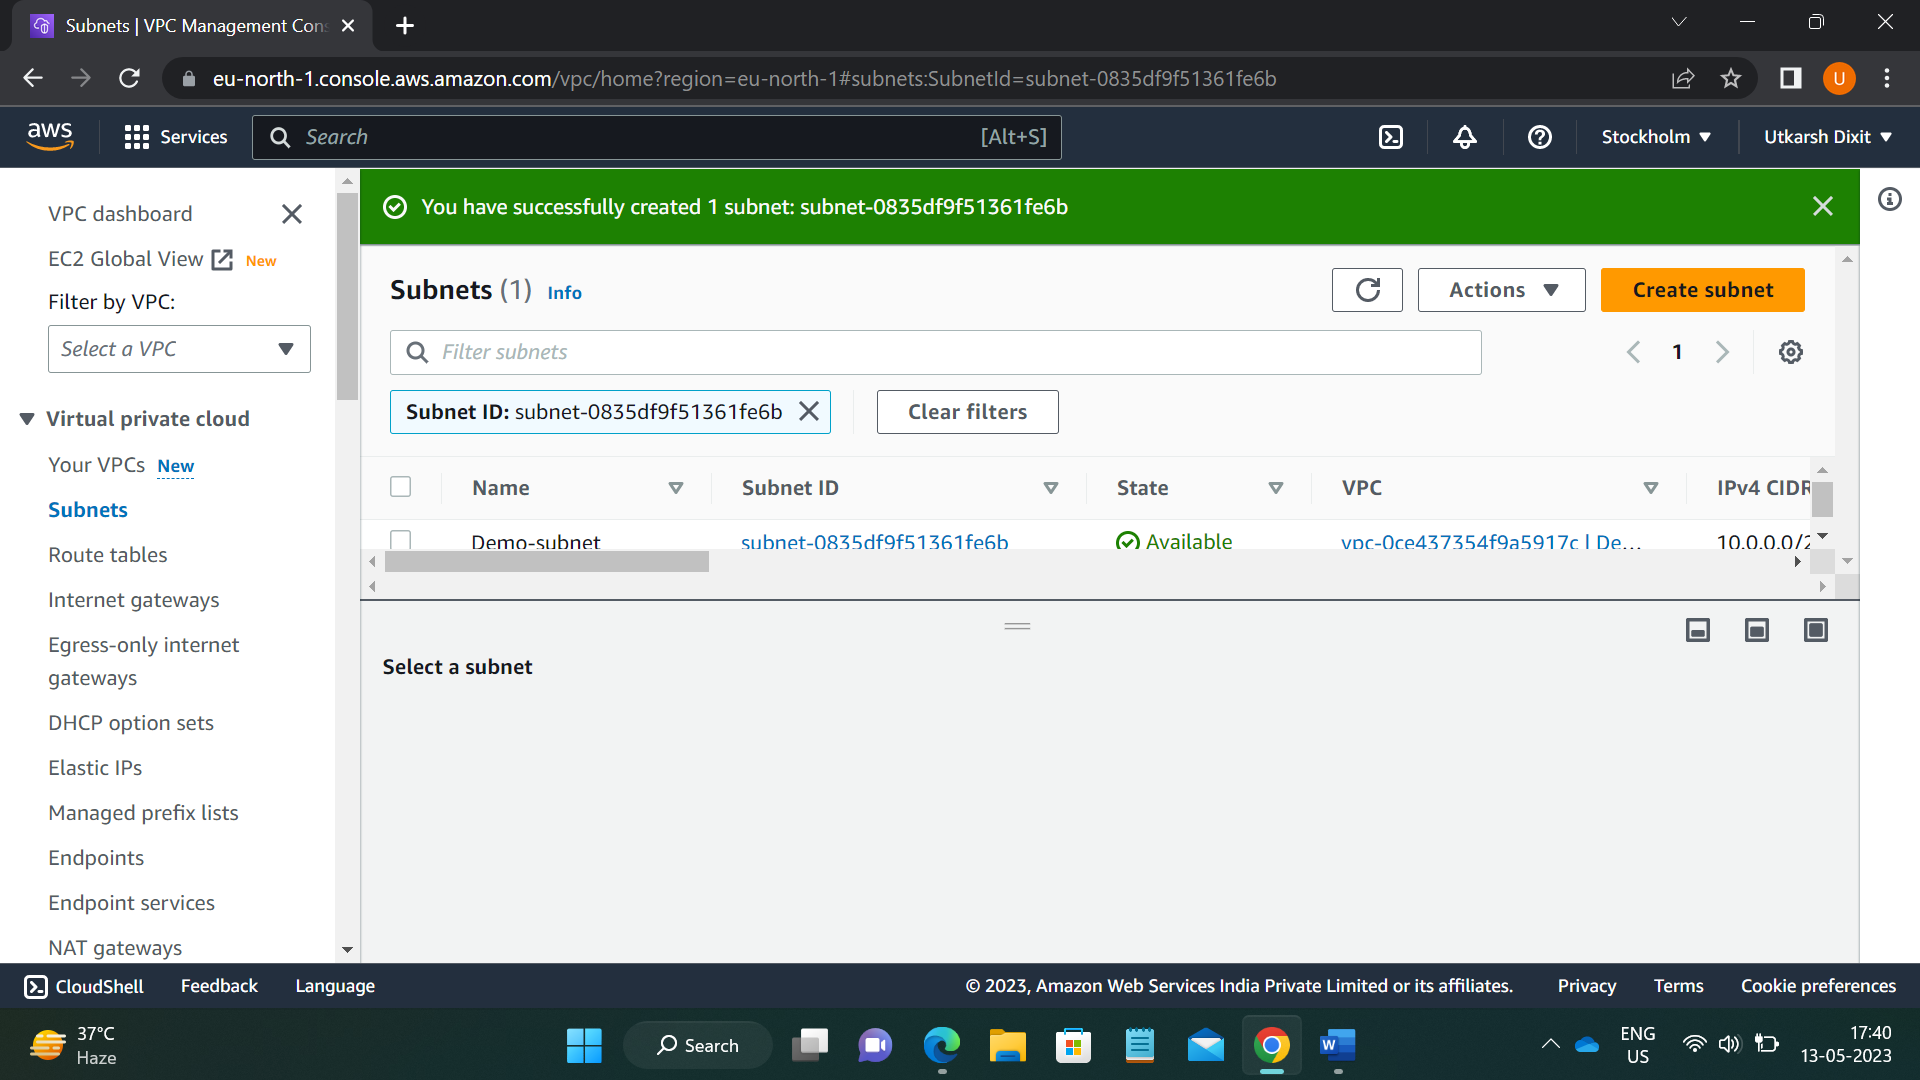 Subnets | VPC Management Con
eu-north-1.console.aws.amazon.com/vpc/home?region=eu-north-1#subnets:SubnetId=subnet-0835df9f51361fe6b
U
aws
Services
Search
[Alt+S]
Stockholm
Utkarsh Dixit
VPC dashboard
EC2 Global View New
Filter by VPC:
Select a VPC
Virtual private cloud
Your VPCs New
Subnets
Route tables
Internet gateways
Egress-only internet
gateways
DHCP option sets
Elastic IPs
Managed prefix lists
Endpoints
Endpoint services
NAT gateways
You have successfully created 1 subnet: subnet-0835df9f51361fe6b
Subnets (1) Info
Actions
Create subnet
Filter subnets
1
Subnet ID: subnet-0835df9f51361fe6b
Clear filters
Name Subnet ID State VPC IPv4 CIDR
Demo-subnet subnet-0835df9f51361fe6b Available vpc-0ce437354f9a5917c | De... 10.0.0.0/2
Select a subnet
CloudShell Feedback Language
© 2023, Amazon Web Services India Private Limited or its affiliates. Privacy Terms Cookie preferences
37°C
Haze
Search
W
ENG
US
17:40
13-05-2023